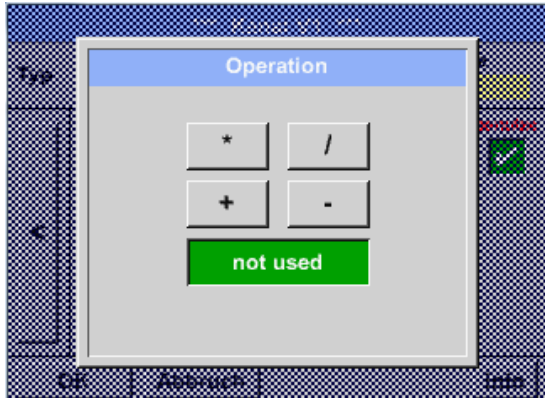 Typ
Operation
* /
+ -
<
not used
OK Abbruch Info